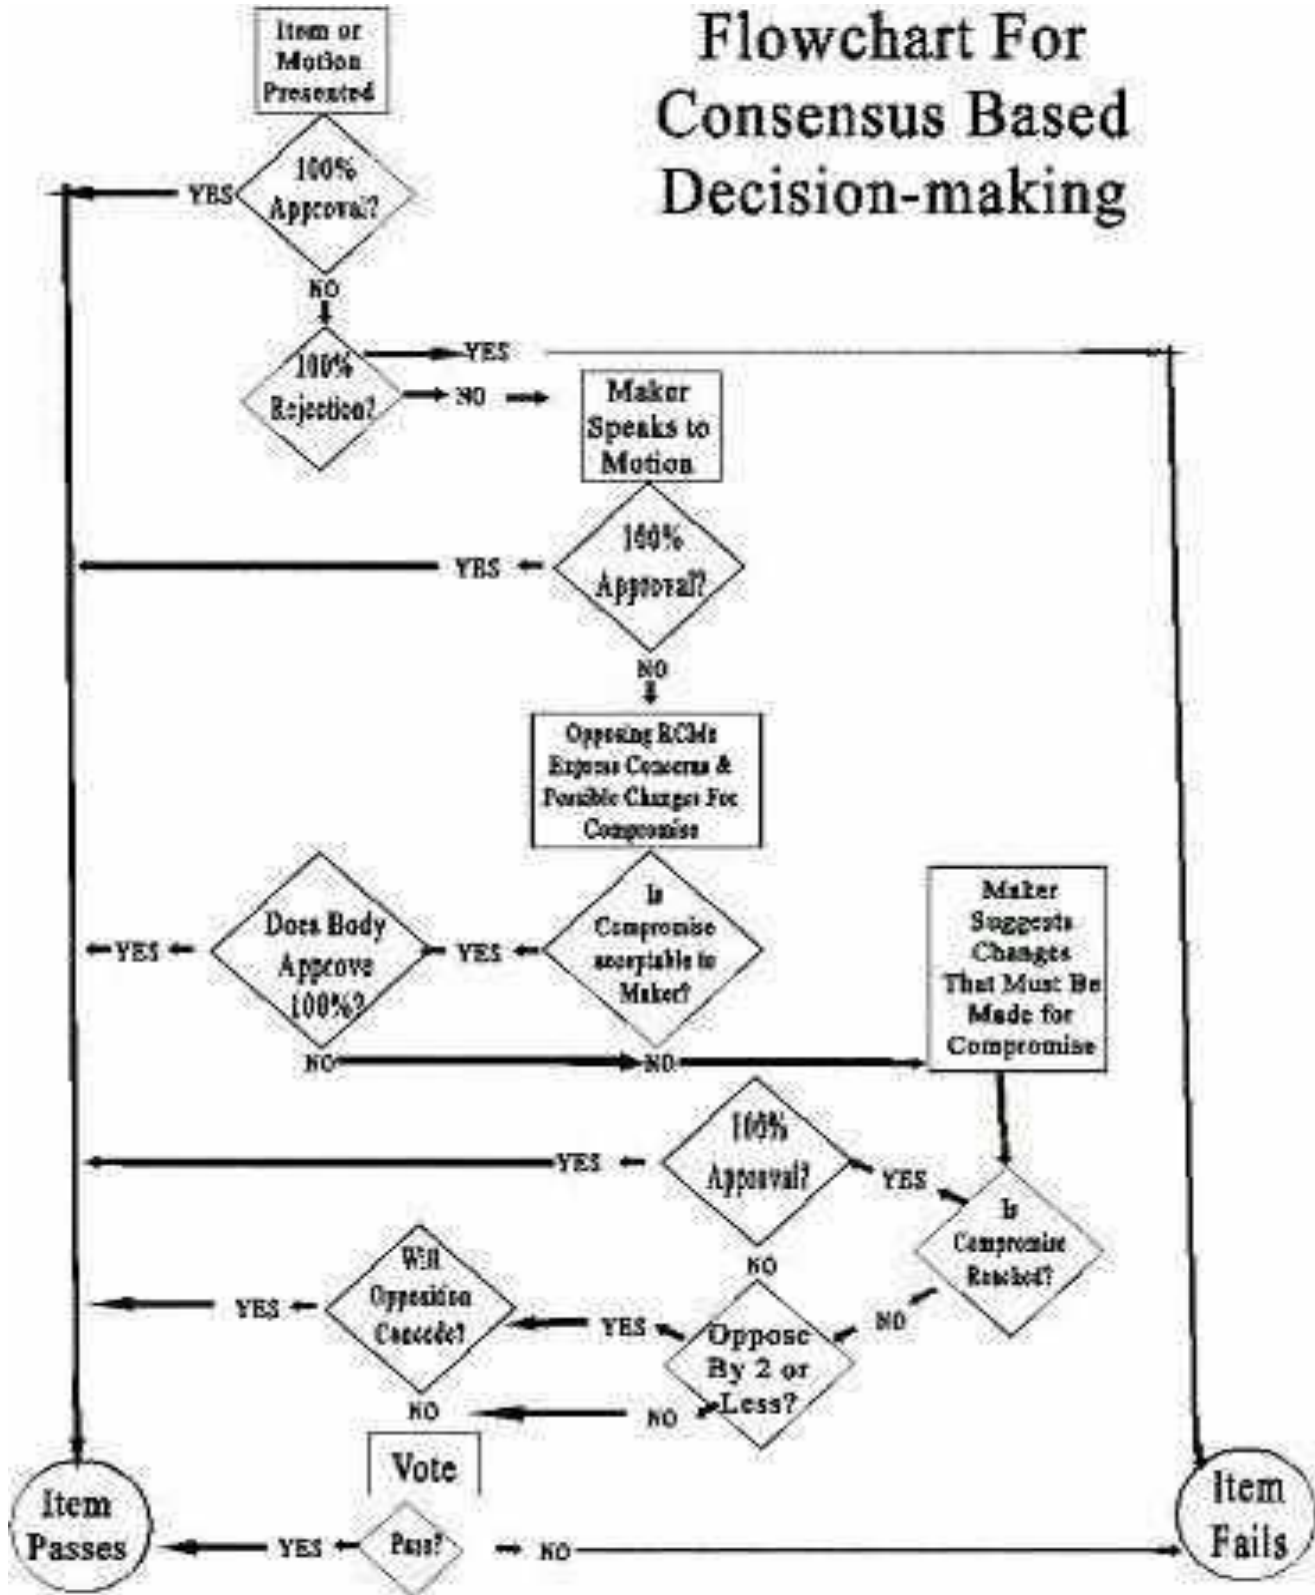 Flowchart For
Consensus Based
Decision-making
Item or
Motion
Presented
100%
Approval?
YES
NO
100%
Rejection?
YES
NO
Maker
Speaks to
Motion
100%
Approval?
YES
NO
Opposing RCMs
Express Concerns &
Possible Changes For
Compromise
Is
Compromise
acceptable to
Maker?
YES
Does Body
Approve
100%?
YES
NO
NO
Maker
Suggests
Changes
That Must Be
Made for
Compromise
Is
Compromise
Reached?
YES
NO
100%
Approval?
YES
NO
Oppose
By 2 or
Less?
YES
NO
Will
Opposition
Concede?
YES
NO
Vote
Pass?
YES
NO
Item
Passes
Item
Fails